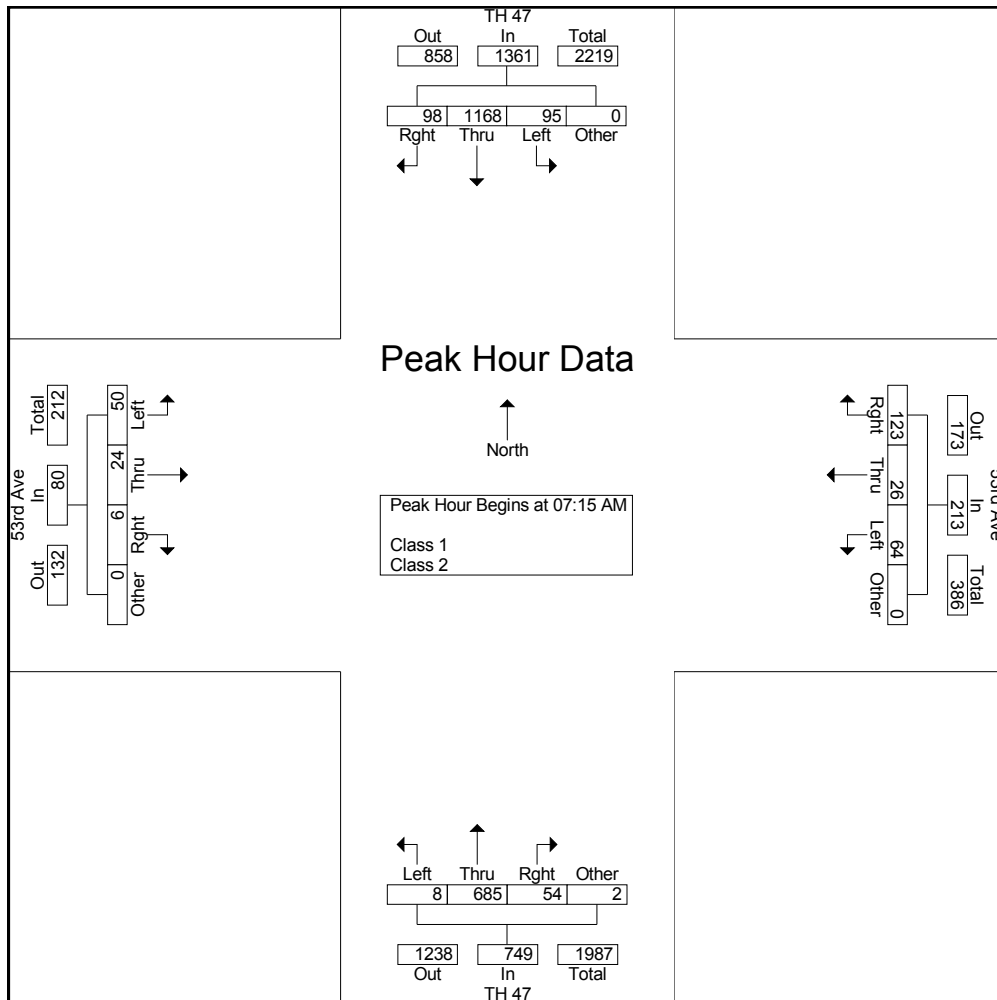 TH 47
Out In Total
858 1361 2219
98 1168 95 0
Rght Thru Left Other
Peak Hour Data
North
Peak Hour Begins at 07:15 AM
Class 1
Class 2
53rd Ave
Total In Out
212 80 132
50 24 6 0
Left Thru Rght Other
Rght Thru Left Other
123 26 64 0
173 213 386
Out In Total
53rd Ave
Left Thru Rght Other
8 685 54 2
1238 749 1987
Out In Total
TH 47